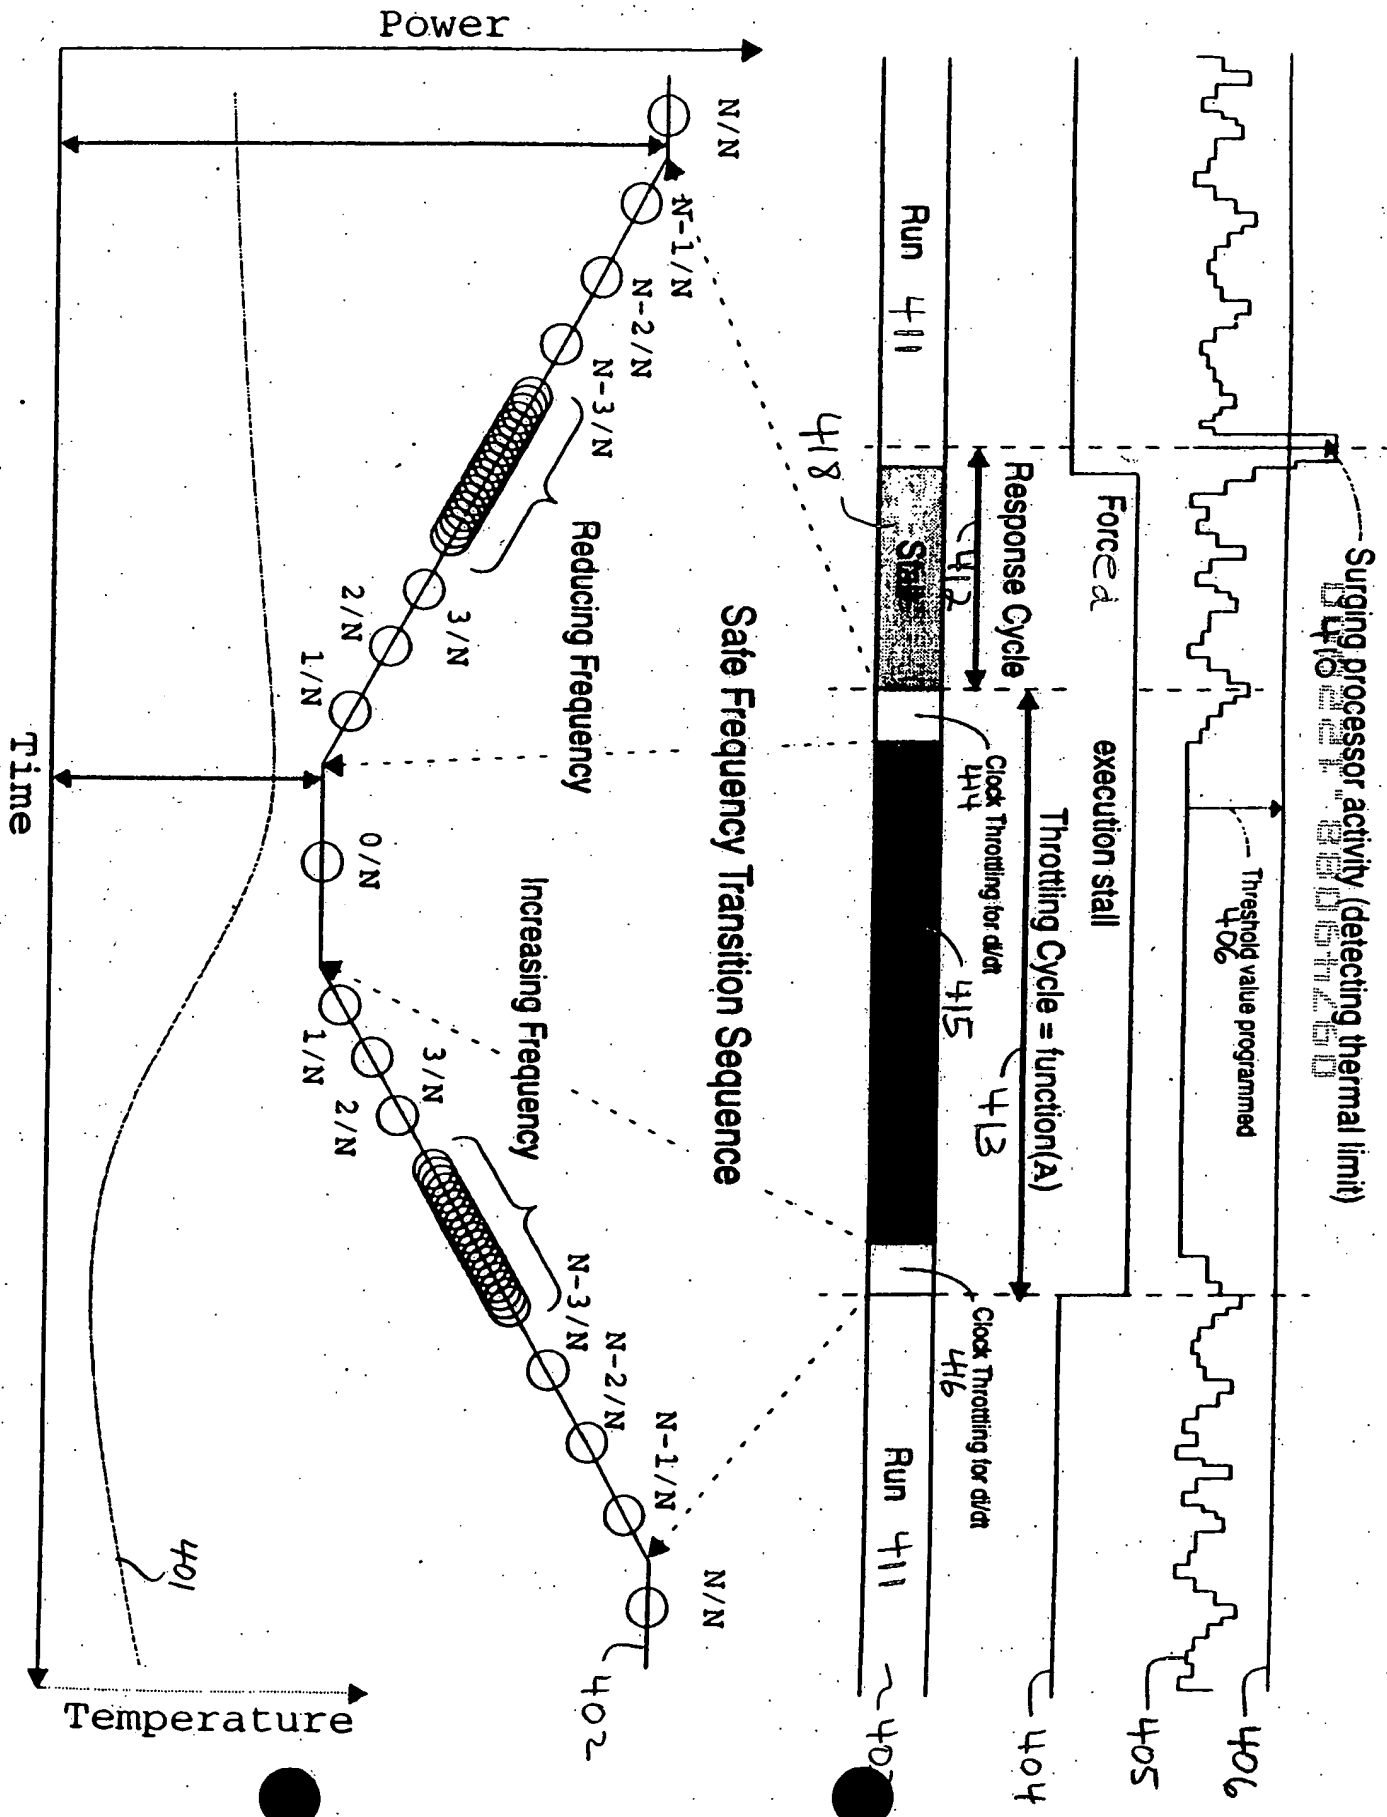 Surging processor activity (detecting thermal limit)
410
Threshold value programmed
406
406
405
Forced
execution stall
404
Response Cycle
412
Throttling Cycle = function(A)
413
Clock Throttling for di/dt
414
415
Clock Throttling for di/dt
416
Run 411
Stall
Run 411
418
Safe Frequency Transition Sequence
Reducing Frequency
Increasing Frequency
N/N
N-1/N
N-2/N
N-3/N
3/N
2/N
1/N
0/N
1/N
3/N
2/N
N-3/N
N-2/N
N-1/N
N/N
402
401
Power
Time
Temperature